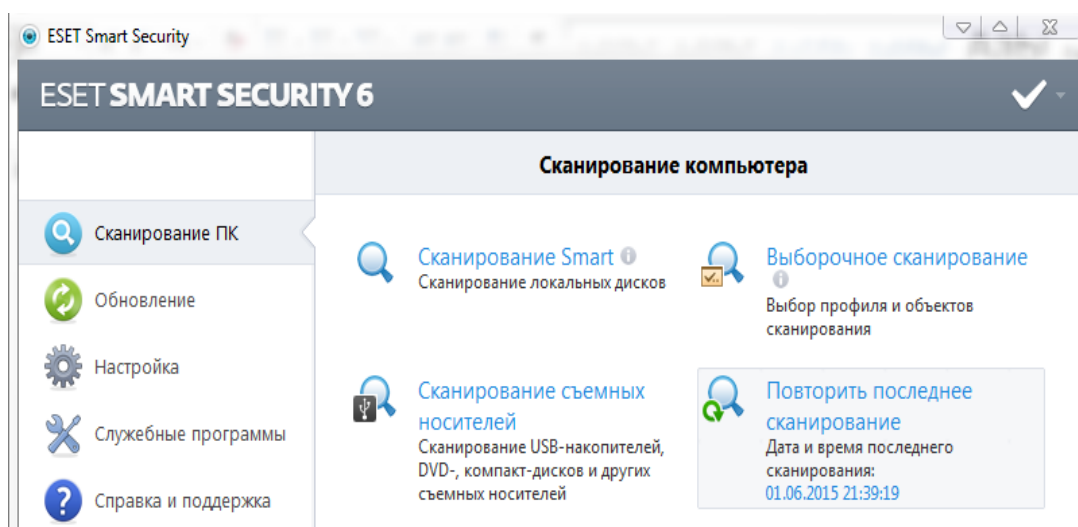 ESET Smart Security
ESET SMART SECURITY 6
Сканирование компьютера
Сканирование ПК
Обновление
Настройка
Служебные программы
Справка и поддержка
Сканирование Smart
Сканирование локальных дисков
Выборочное сканирование
Выбор профиля и объектов
сканирования
Сканирование съемных
носителей
Сканирование USB-накопителей,
DVD-, компакт-дисков и других
съемных носителей
Повторить последнее
сканирование
Дата и время последнего
сканирования:
01.06.2015 21:39:19